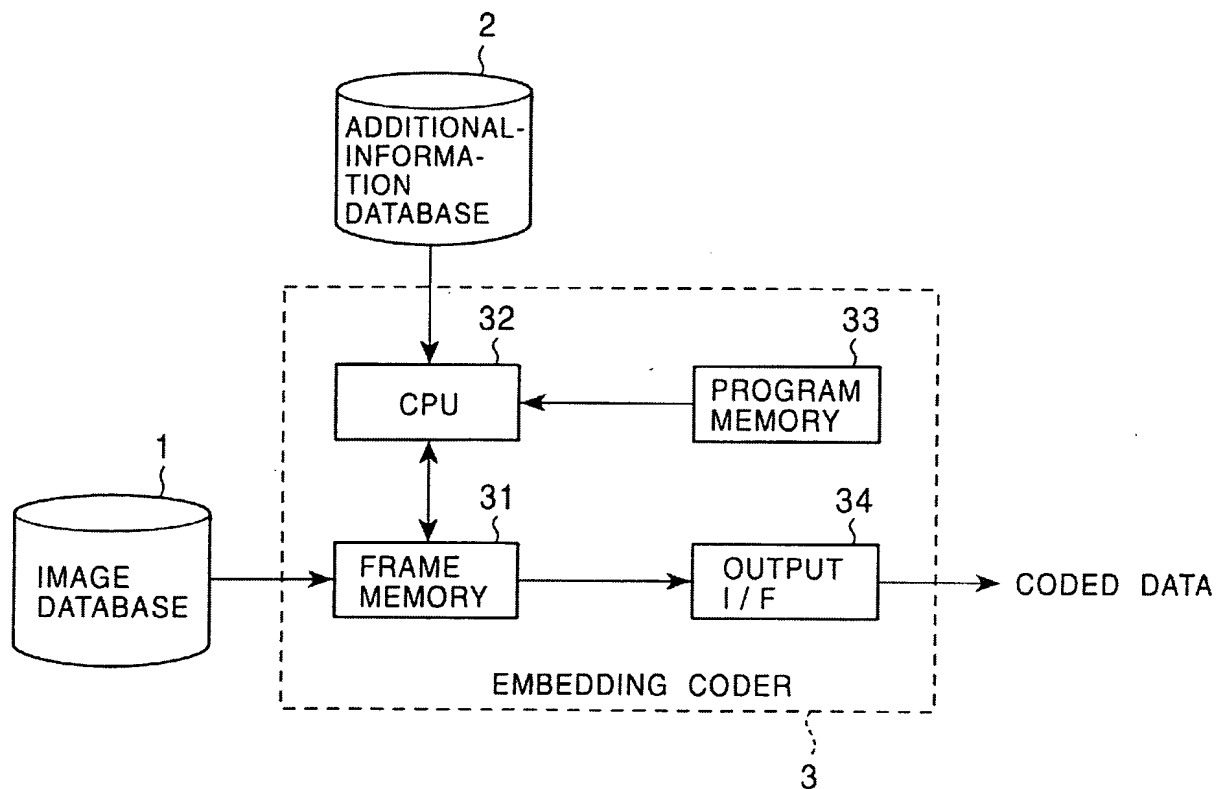 2
ADDITIONAL-
INFORMA-
TION
DATABASE
32
CPU
33
PROGRAM
MEMORY
1
IMAGE
DATABASE
31
FRAME
MEMORY
34
OUTPUT
I/F
CODED DATA
EMBEDDING CODER
3